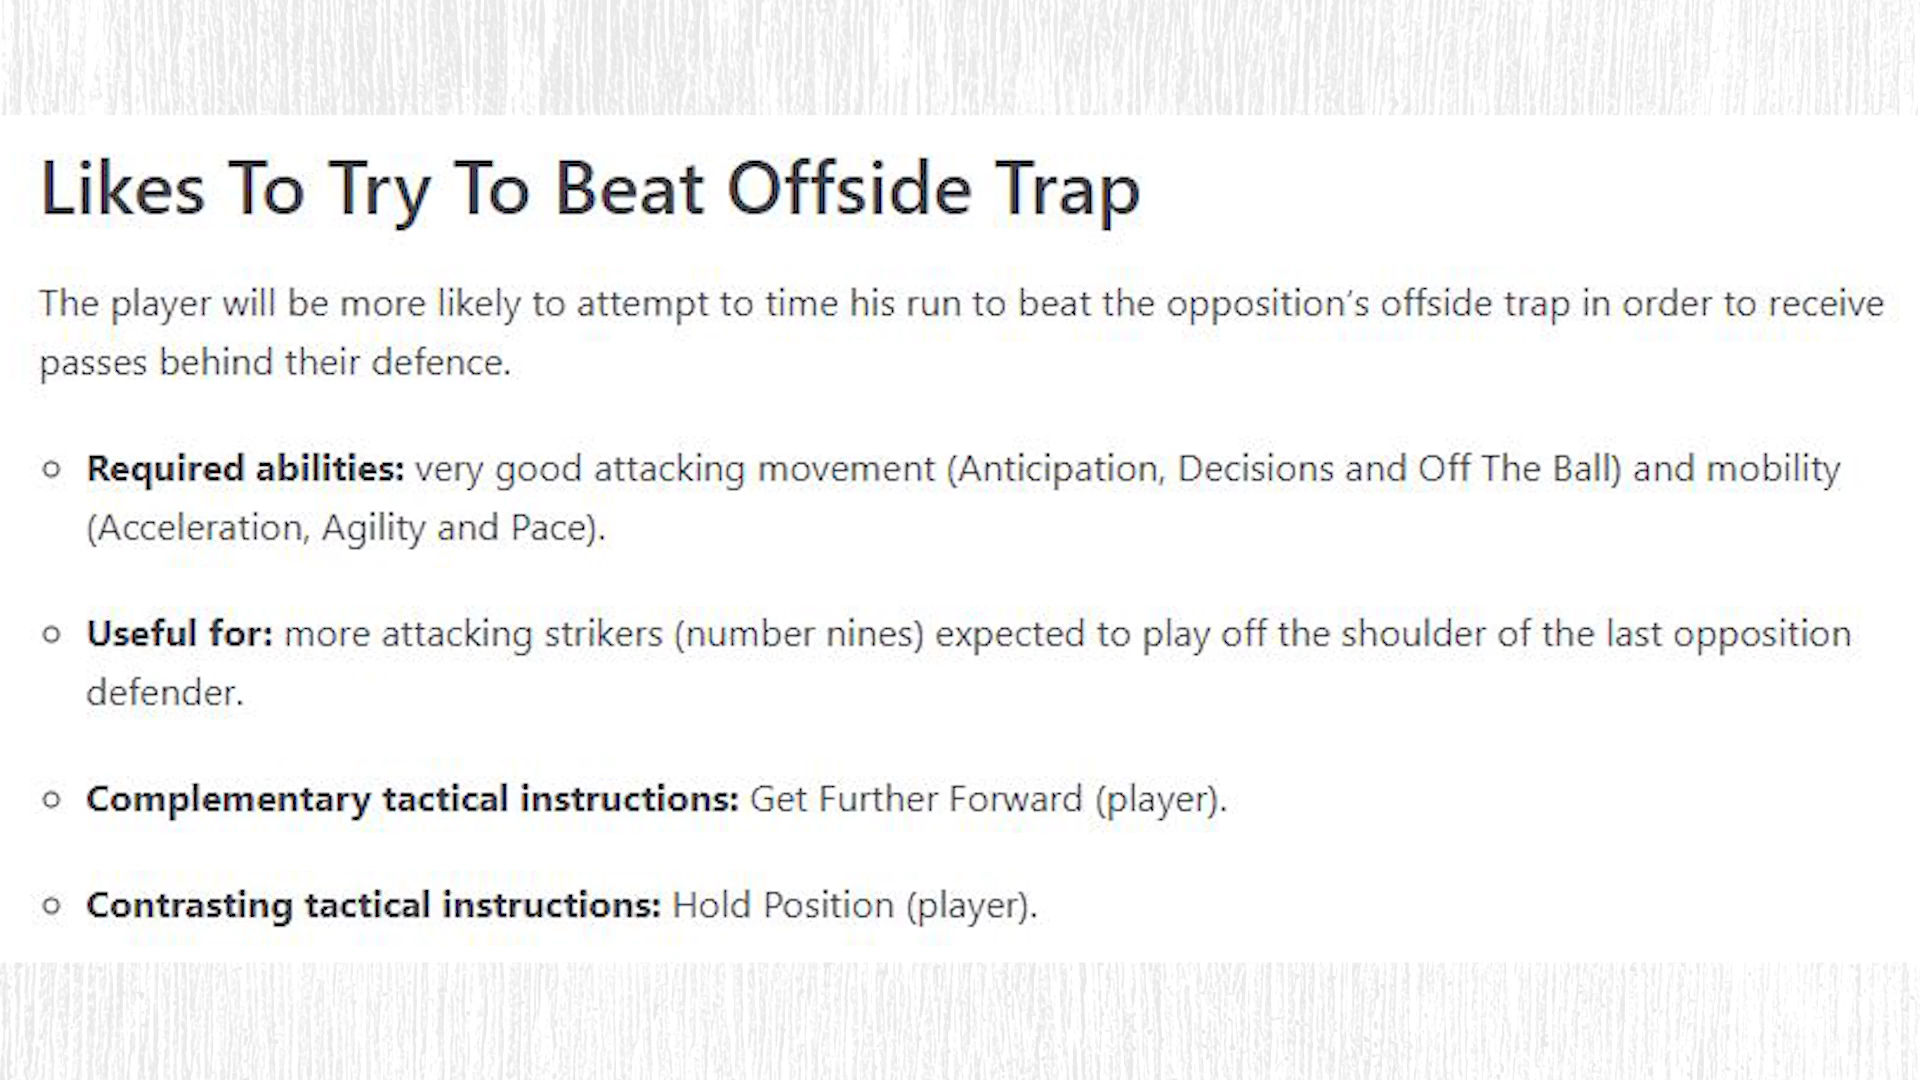 Likes To Try To Beat Offside Trap
The player will be more likely to attempt to time his run to beat the opposition’s offside trap in order to receive
passes behind their defence.
Required abilities: very good attacking movement (Anticipation, Decisions and Off The Ball) and mobility
(Acceleration, Agility and Pace).
Useful for: more attacking strikers (number nines) expected to play off the shoulder of the last opposition
defender.
Complementary tactical instructions: Get Further Forward (player).
Contrasting tactical instructions: Hold Position (player).